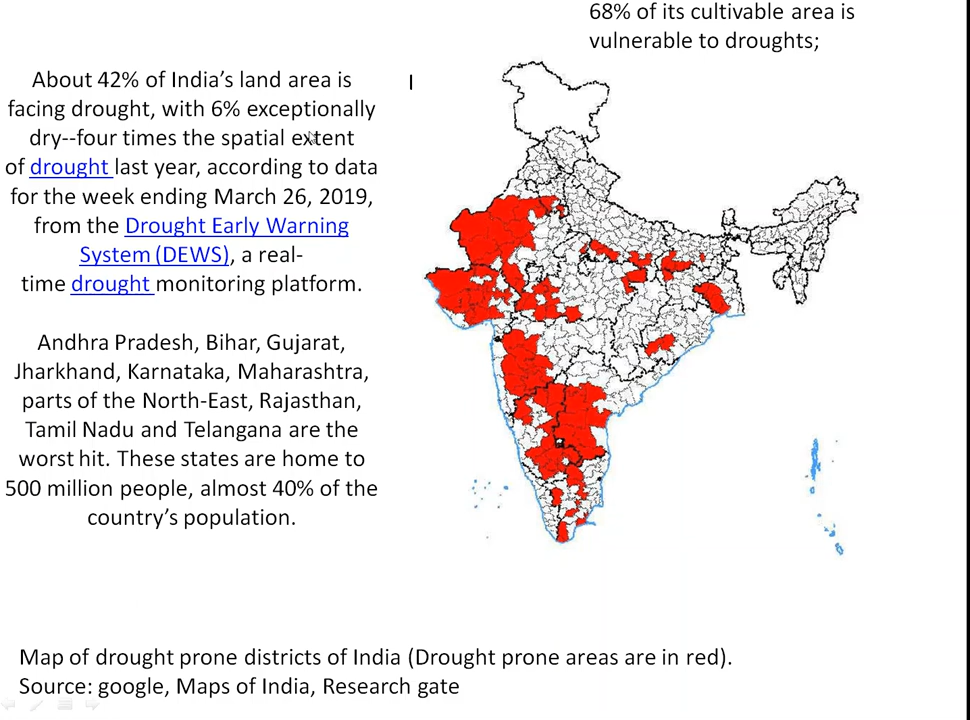 68% of its cultivable area is
vulnerable to droughts;
About 42% of India’s land area is
facing drought, with 6% exceptionally
dry--four times the spatial extent
of drought last year, according to data
for the week ending March 26, 2019,
from the Drought Early Warning
System (DEWS), a real-
time drought monitoring platform.
Andhra Pradesh, Bihar, Gujarat,
Jharkhand, Karnataka, Maharashtra,
parts of the North-East, Rajasthan,
Tamil Nadu and Telangana are the
worst hit. These states are home to
500 million people, almost 40% of the
country’s population.
Map of drought prone districts of India (Drought prone areas are in red).
Source: google, Maps of India, Research gate